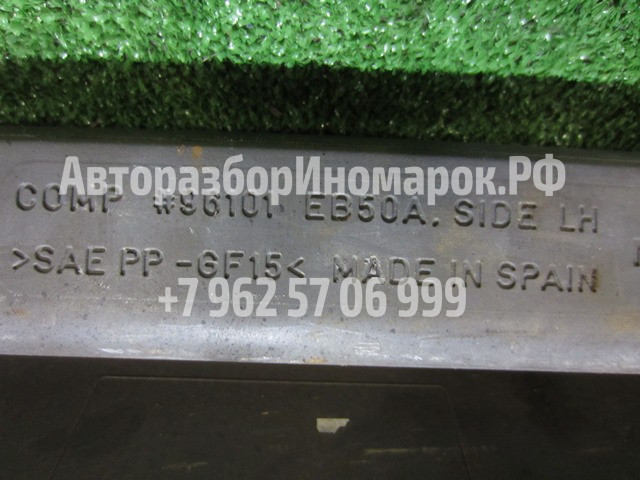 АвторазборИномарок.РФ
COMP #96101 EB50A. SIDE LH
>SAE PP-GF15< MADE IN SPAIN
+7 962 57 06 999